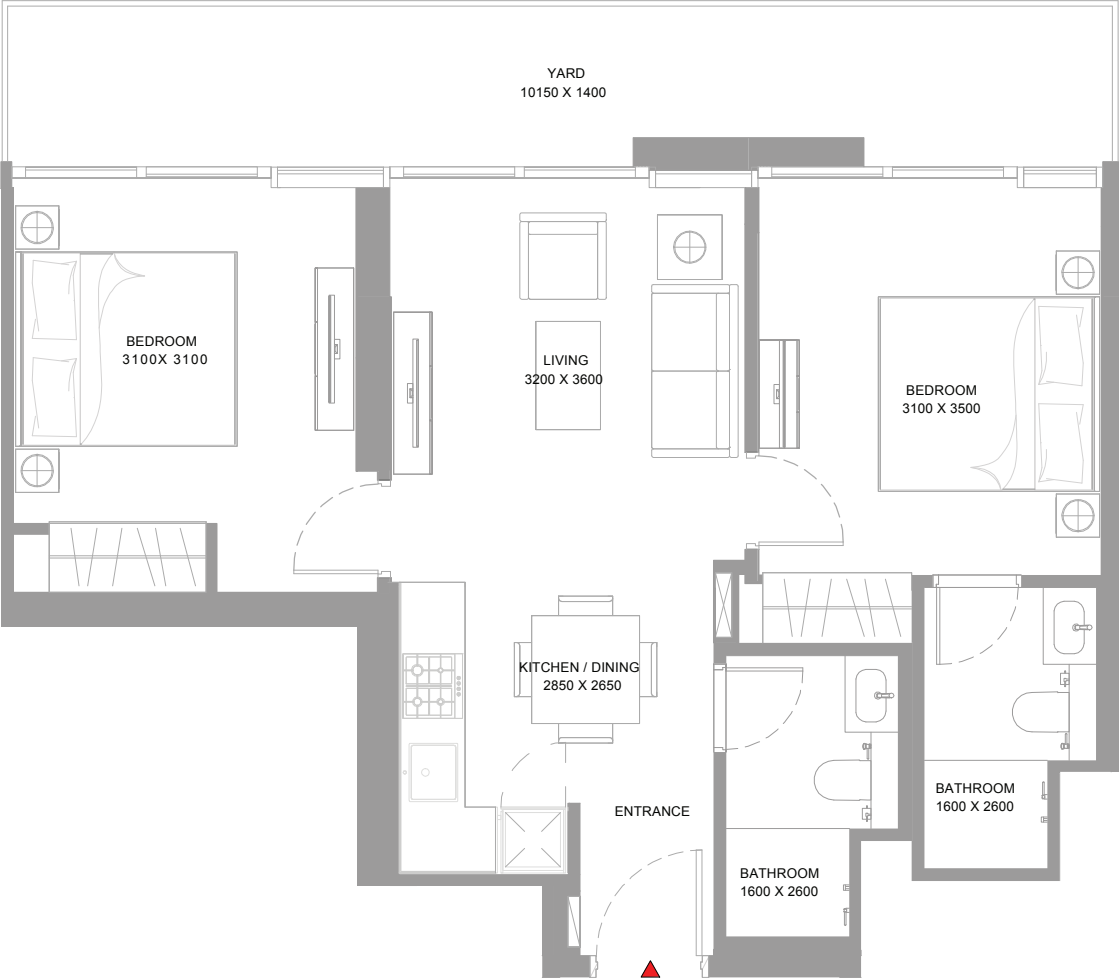 YARD
10150 X 1400
BEDROOM
3100X 3100
LIVING
3200 X 3600
BEDROOM
3100 X 3500
KITCHEN / DINING
2850 X 2650
ENTRANCE
BATHROOM
1600 X 2600
BATHROOM
1600 X 2600